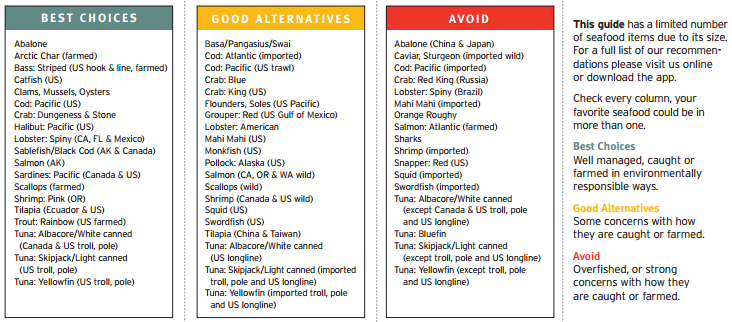 BEST CHOICES
Abalone
Arctic Char (farmed)
Bass: Striped (US hook & line, farmed)
Catfish (US)
Clams, Mussels, Oysters
Cod: Pacific (US)
Crab: Dungeness & Stone
Halibut: Pacific (US)
Lobster: Spiny (CA, FL & Mexico)
Sablefish/Black Cod (AK & Canada)
Salmon (AK)
Sardines: Pacific (Canada & US)
Scallops (farmed)
Shrimp: Pink (OR)
Tilapia (Ecuador & US)
Trout: Rainbow (US farmed)
Tuna: Albacore/White canned
(Canada & US troll, pole)
Tuna: Skipjack/Light canned
(US troll, pole)
Tuna: Yellowfin (US troll, pole)
GOOD ALTERNATIVES
Basa/Pangasius/Swai
Cod: Atlantic (imported)
Cod: Pacific (US trawl)
Crab: Blue
Crab: King (US)
Flounders, Soles (US Pacific)
Grouper: Red (US Gulf of Mexico)
Lobster: American
Mahi Mahi (US)
Monkfish (US)
Pollock: Alaska (US)
Salmon (CA, OR & WA wild)
Scallops (wild)
Shrimp (Canada & US wild)
Squid (US)
Swordfish (US)
Tilapia (China & Taiwan)
Tuna: Albacore/White canned
(US longline)
Tuna: Skipjack/Light canned (imported
troll, pole and US longline)
Tuna: Yellowfin (imported troll, pole
and US longline)
AVOID
Abalone (China & Japan)
Caviar, Sturgeon (imported wild)
Cod: Pacific (imported)
Crab: Red King (Russia)
Lobster: Spiny (Brazil)
Mahi Mahi (imported)
Orange Roughy
Salmon: Atlantic (farmed)
Sharks
Shrimp (imported)
Snapper: Red (US)
Squid (imported)
Swordfish (imported)
Tuna: Albacore/White canned
(except Canada & US troll, pole
and US longline)
Tuna: Bluefin
Tuna: Skipjack/Light canned
(except troll, pole and US longline)
Tuna: Yellowfin (except troll, pole
and US longline)
This guide has a limited number
of seafood items due to its size.
For a full list of our recommen-
dations please visit us online
or download the app.
Check every column, your
favorite seafood could be in
more than one.
Best Choices
Well managed, caught or
farmed in environmentally
responsible ways.
Good Alternatives
Some concerns with how
they are caught or farmed.
Avoid
Overfished, or strong
concerns with how they
are caught or farmed.